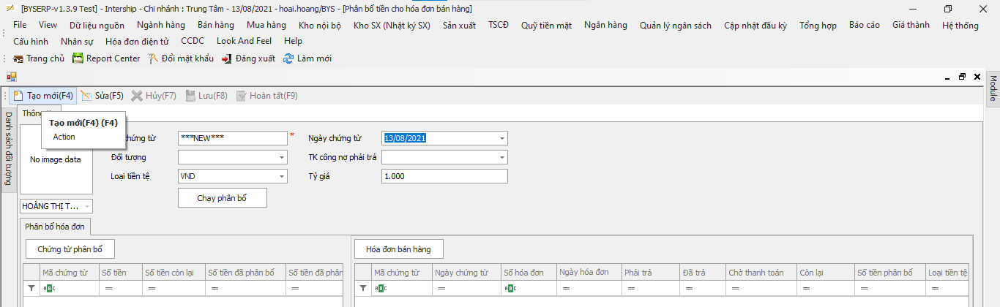 [BYSERP-v1.3.9 Test] - Intership - Chi nhánh : Trung Tâm - 13/08/2021 - hoai.hoang/BYS - [Phân bổ tiền cho hóa đơn bán hàng]
File View Dữ liệu nguồn Ngành hàng Bán hàng Mua hàng Kho nội bộ Kho SX (Nhật ký SX) Sản xuất TSCĐ Quỹ tiền mặt Ngân hàng Quản lý ngân sách Cập nhật đầu kỳ Tổng hợp Báo cáo Giá thành Hệ thống
Cấu hình Nhân sự Hóa đơn điện tử CCDC Look And Feel Help
Trang chủ Report Center Đổi mật khẩu Đăng xuất Làm mới
Module
Tạo mới(F4) Sửa(F5) Hủy(F7) Lưu(F8) Hoàn tất(F9)
Danh sách đối tượng
Thông
Tạo mới(F4) (F4)
Action
chứng từ ***NEW*** * Ngày chứng từ 13/08/2021
No image data
Đối tượng TK công nợ phải trả
Loại tiền tệ VND Tỷ giá 1.000
Chạy phân bổ
HOÀNG THỊ T...
Phân bổ hóa đơn
Chứng từ phân bổ Hóa đơn bán hàng
Mã chứng từ Số tiền Số tiền còn lại Số tiền đã phân bổ Số tiền đã phân Mã chứng từ Ngày chứng từ Số hóa đơn Ngày hóa đơn Phải trả Đã trả Chờ thanh toán Còn lại Số tiền phân bổ Loại tiền tệ
ABC = = = = ABC = ABC = = = = = = =